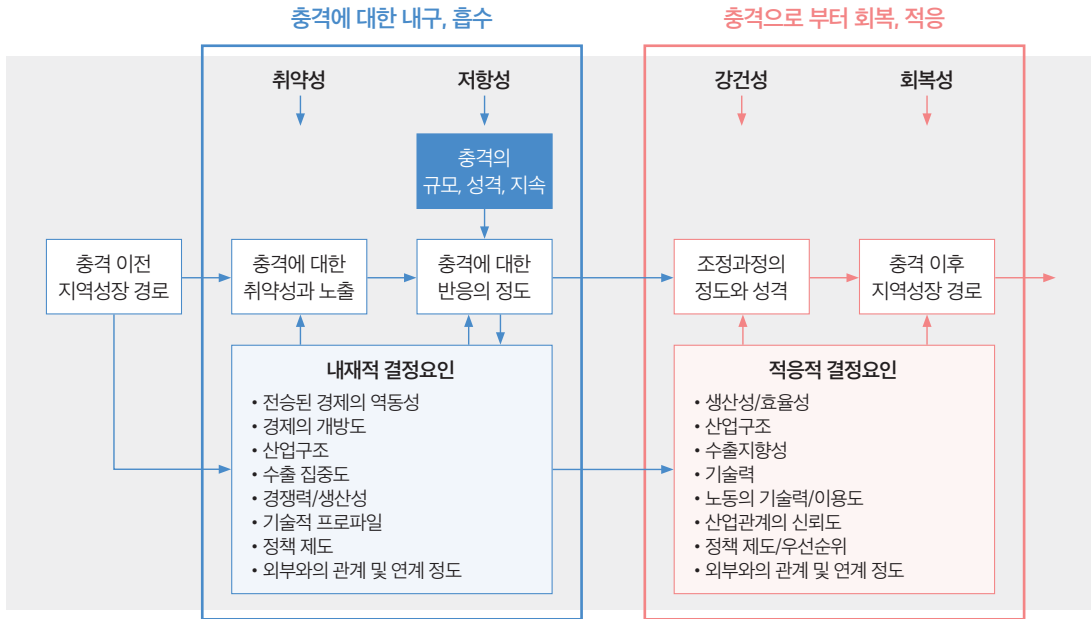 충격에 대한 내구, 흡수
충격으로 부터 회복, 적응
취약성
저항성
강건성
회복성
충격의
규모, 성격, 지속
충격 이전
지역성장 경로
충격에 대한
취약성과 노출
충격에 대한
반응의 정도
조정과정의
정도와 성격
충격 이후
지역성장 경로
내재적 결정요인
• 전승된 경제의 역동성
• 경제의 개방도
• 산업구조
• 수출 집중도
• 경쟁력/생산성
• 기술적 프로파일
• 정책 제도
• 외부와의 관계 및 연계 정도
적응적 결정요인
• 생산성/효율성
• 산업구조
• 수출지향성
• 기술력
• 노동의 기술력/이용도
• 산업관계의 신뢰도
• 정책 제도/우선순위
• 외부와의 관계 및 연계 정도